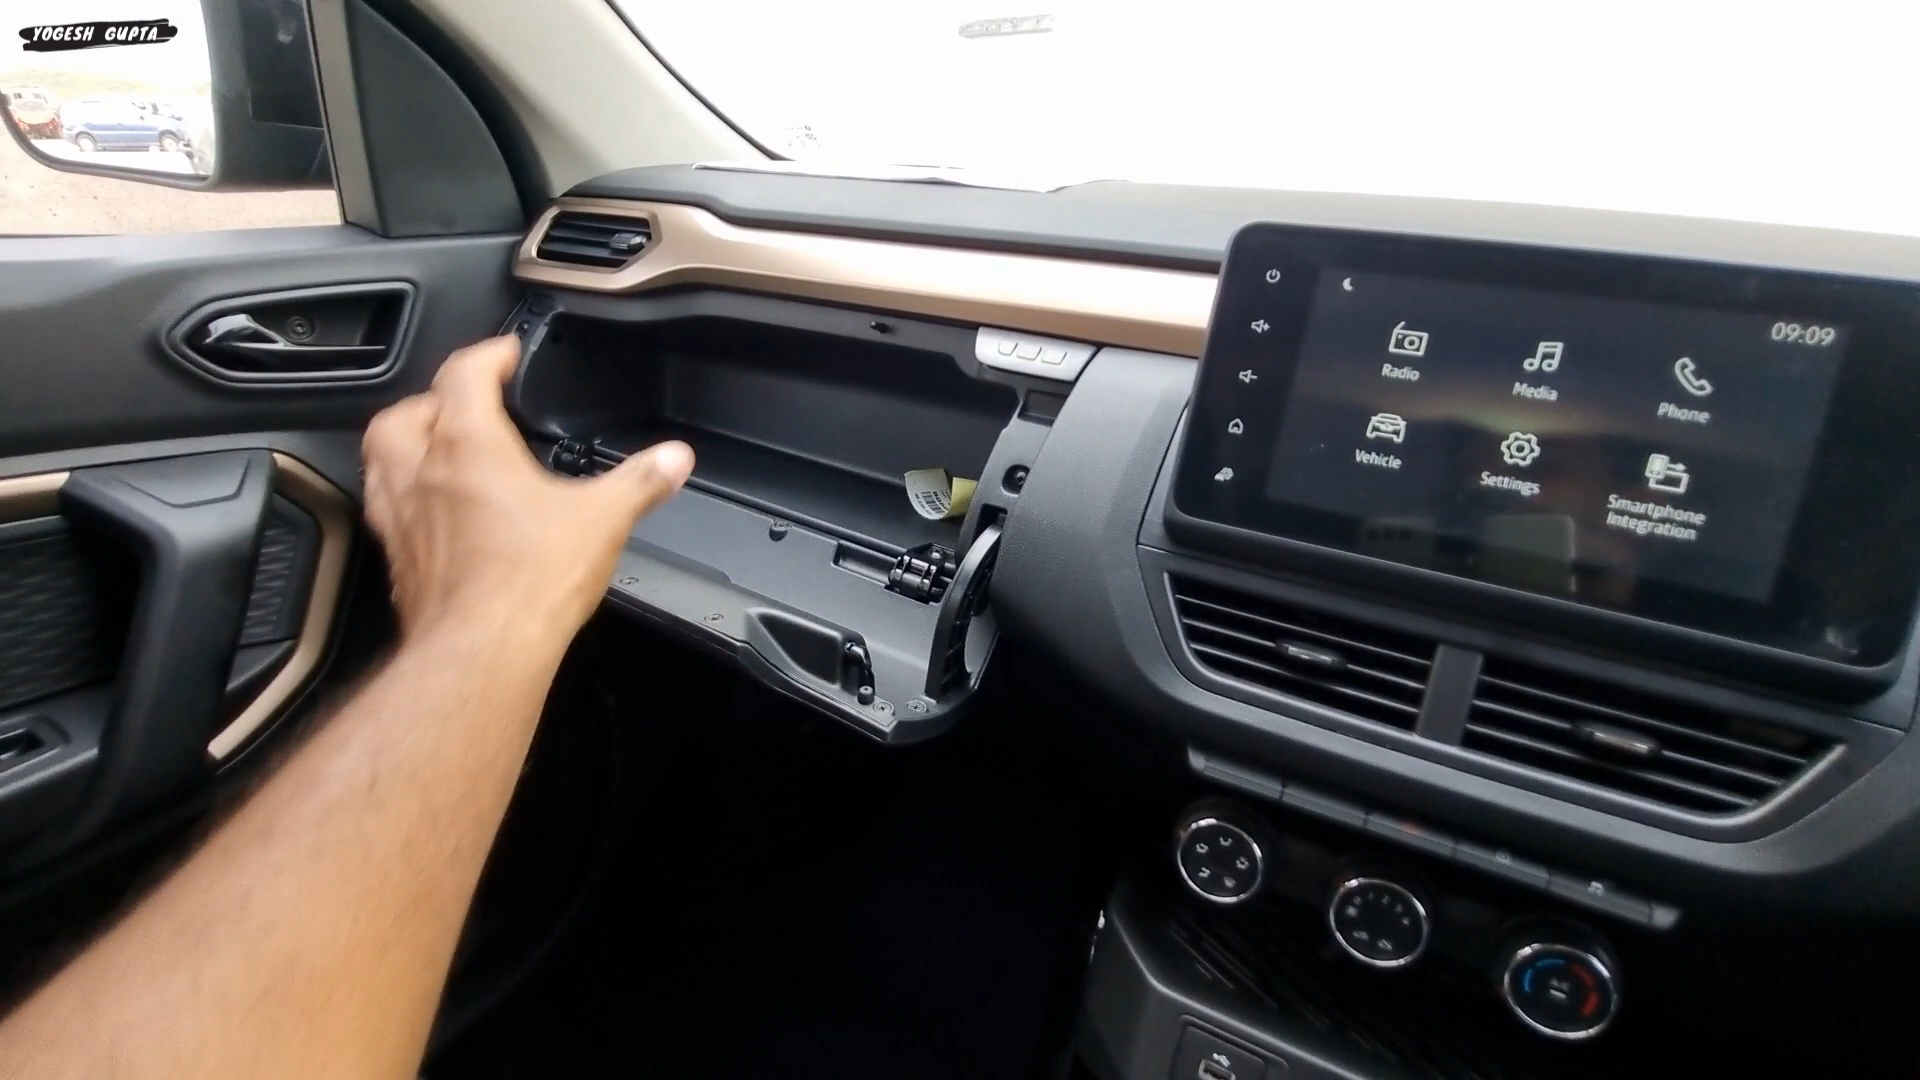 YOGESH GUPTA
09:09
Radio
Media
Phone
Vehicle
Settings
Smartphone
Integration